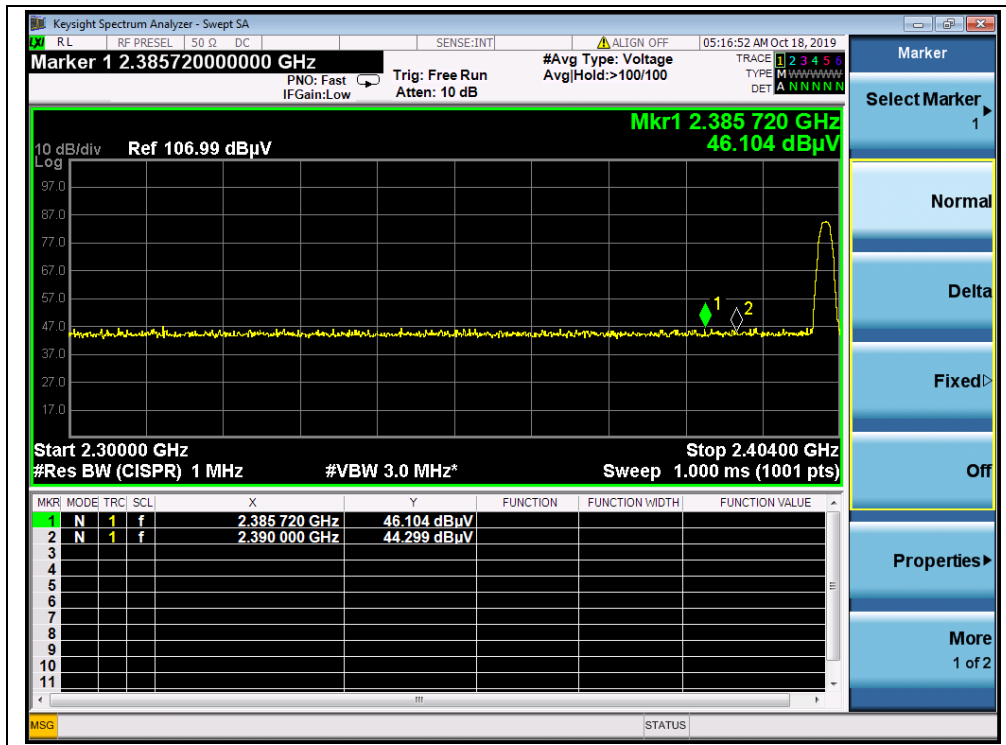 Keysight Spectrum Analyzer - Swept SA
LXI RL RF PRESEL 50 Ω DC SENSE:INT ALIGN OFF 05:16:52 AM Oct 18, 2019
Marker 1 2.385720000000 GHz
PNO: Fast
IFGain:Low
Trig: Free Run
Atten: 10 dB
#Avg Type: Voltage
Avg|Hold:>100/100
TRACE 1 2 3 4 5 6
TYPE M WWWWW
DET A N N N N N
Mkr1 2.385 720 GHz
46.104 dBµV
10 dB/div Ref 106.99 dBµV
Log
97.0
87.0
77.0
67.0
57.0
47.0
37.0
27.0
17.0
1
2
Start 2.30000 GHz Stop 2.40400 GHz
#Res BW (CISPR) 1 MHz #VBW 3.0 MHz* Sweep 1.000 ms (1001 pts)
MKR MODE TRC SCL X Y FUNCTION FUNCTION WIDTH FUNCTION VALUE
1 N 1 f 2.385 720 GHz 46.104 dBµV
2 N 1 f 2.390 000 GHz 44.299 dBµV
3
4
5
6
7
8
9
10
11
MSG STATUS
Marker
Select Marker
1
Normal
Delta
Fixed
Off
Properties
More
1 of 2